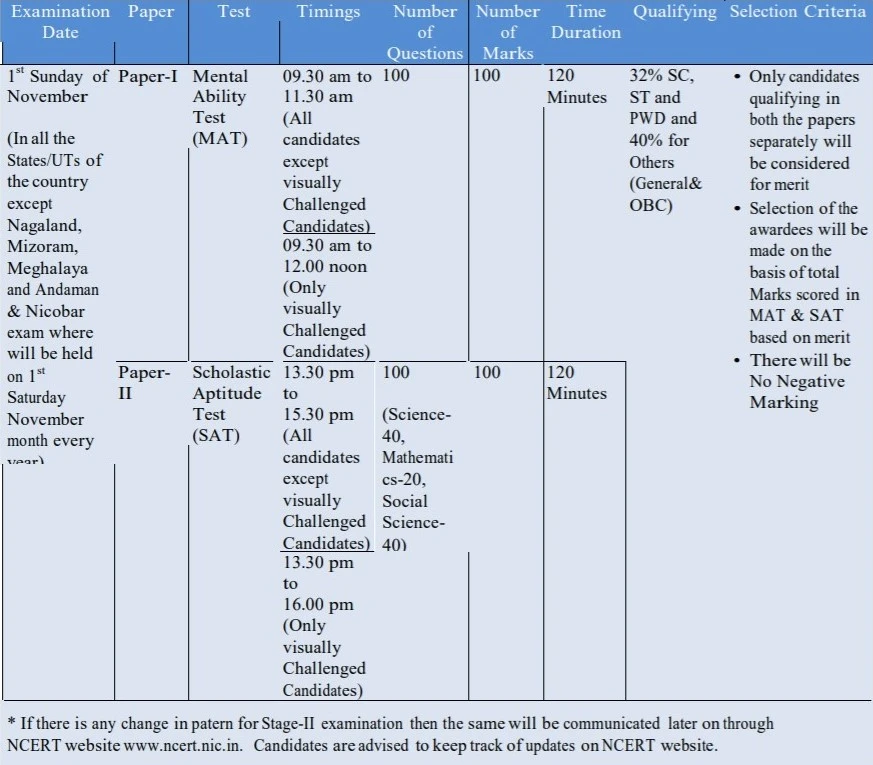 Examination Date
Paper
Test
Timings
Number of Questions
Number of Marks
Time Duration
Qualifying
Selection Criteria
1st Sunday of
November
(In all the
States/UTs of
the country
except
Nagaland,
Mizoram,
Meghalaya
and Andaman
& Nicobar
exam where
will be held
on 1st
Saturday
November
month every
year)
Paper-I
Mental
Ability
Test
(MAT)
09.30 am to
11.30 am
(All
candidates
except
visually
Challenged
Candidates)
09.30 am to
12.00 noon
(Only
visually
Challenged
Candidates)
100
100
120
Minutes
32% SC,
ST and
PWD and
40% for
Others
(General&
OBC)
• Only candidates
qualifying in
both the papers
separately will
be considered
for merit
• Selection of the
awardees will be
made on the
basis of total
Marks scored in
MAT & SAT
based on merit
• There will be
No Negative
Marking
Paper-
II
Scholastic
Aptitude
Test
(SAT)
13.30 pm
to
15.30 pm
(All
candidates
except
visually
Challenged
Candidates)
13.30 pm
to
16.00 pm
(Only
visually
Challenged
Candidates)
100
(Science-
40,
Mathemati
cs-20,
Social
Science-
40)
100
120
Minutes
* If there is any change in patern for Stage-II examination then the same will be communicated later on through
NCERT website www.ncert.nic.in. Candidates are advised to keep track of updates on NCERT website.